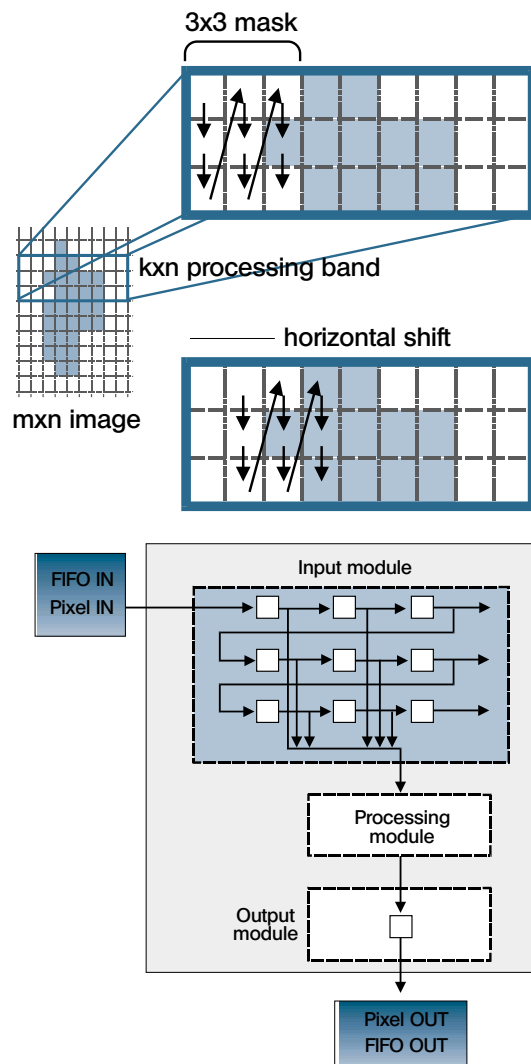 3x3 mask
kxn processing band
horizontal shift
mxn image
FIFO IN
Pixel IN
Input module
Processing
module
Output
module
Pixel OUT
FIFO OUT